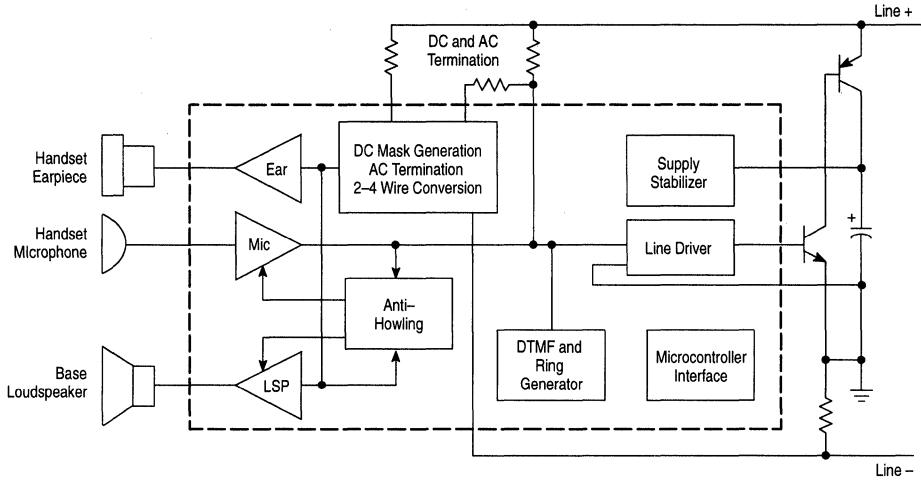 Line +
DC and AC
Termination
Handset
Earpiece
Ear
DC Mask Generation
AC Termination
2–4 Wire Conversion
Supply
Stabilizer
+
Handset
Microphone
Mic
Line Driver
Anti–
Howling
DTMF and
Ring
Generator
Microcontroller
Interface
Base
Loudspeaker
LSP
Line –